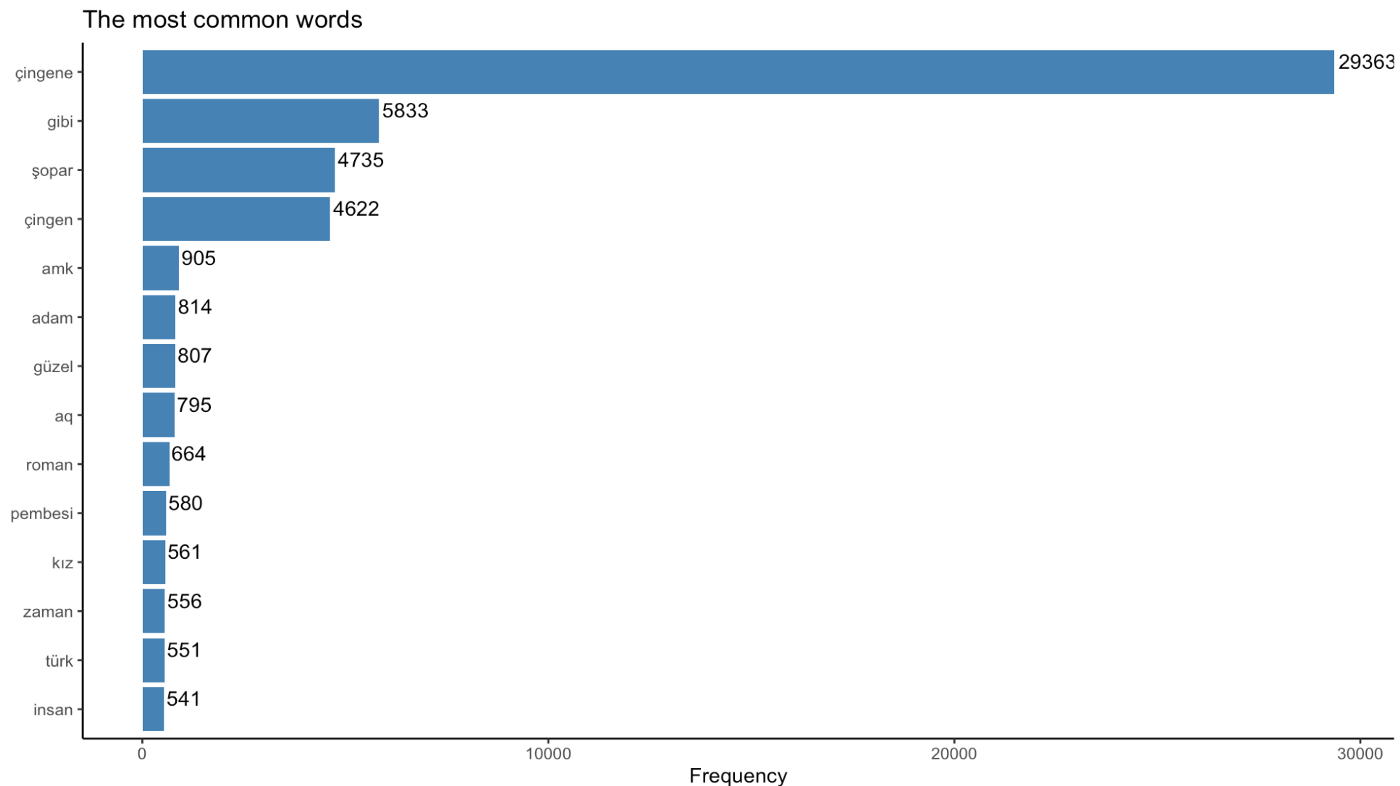 The most common words
çingene 29363
gibi 5833
şopar 4735
çingen 4622
amk 905
adam 814
güzel 807
aq 795
roman 664
pembesi 580
kız 561
zaman 556
türk 551
insan 541
0 10000 20000 30000
Frequency